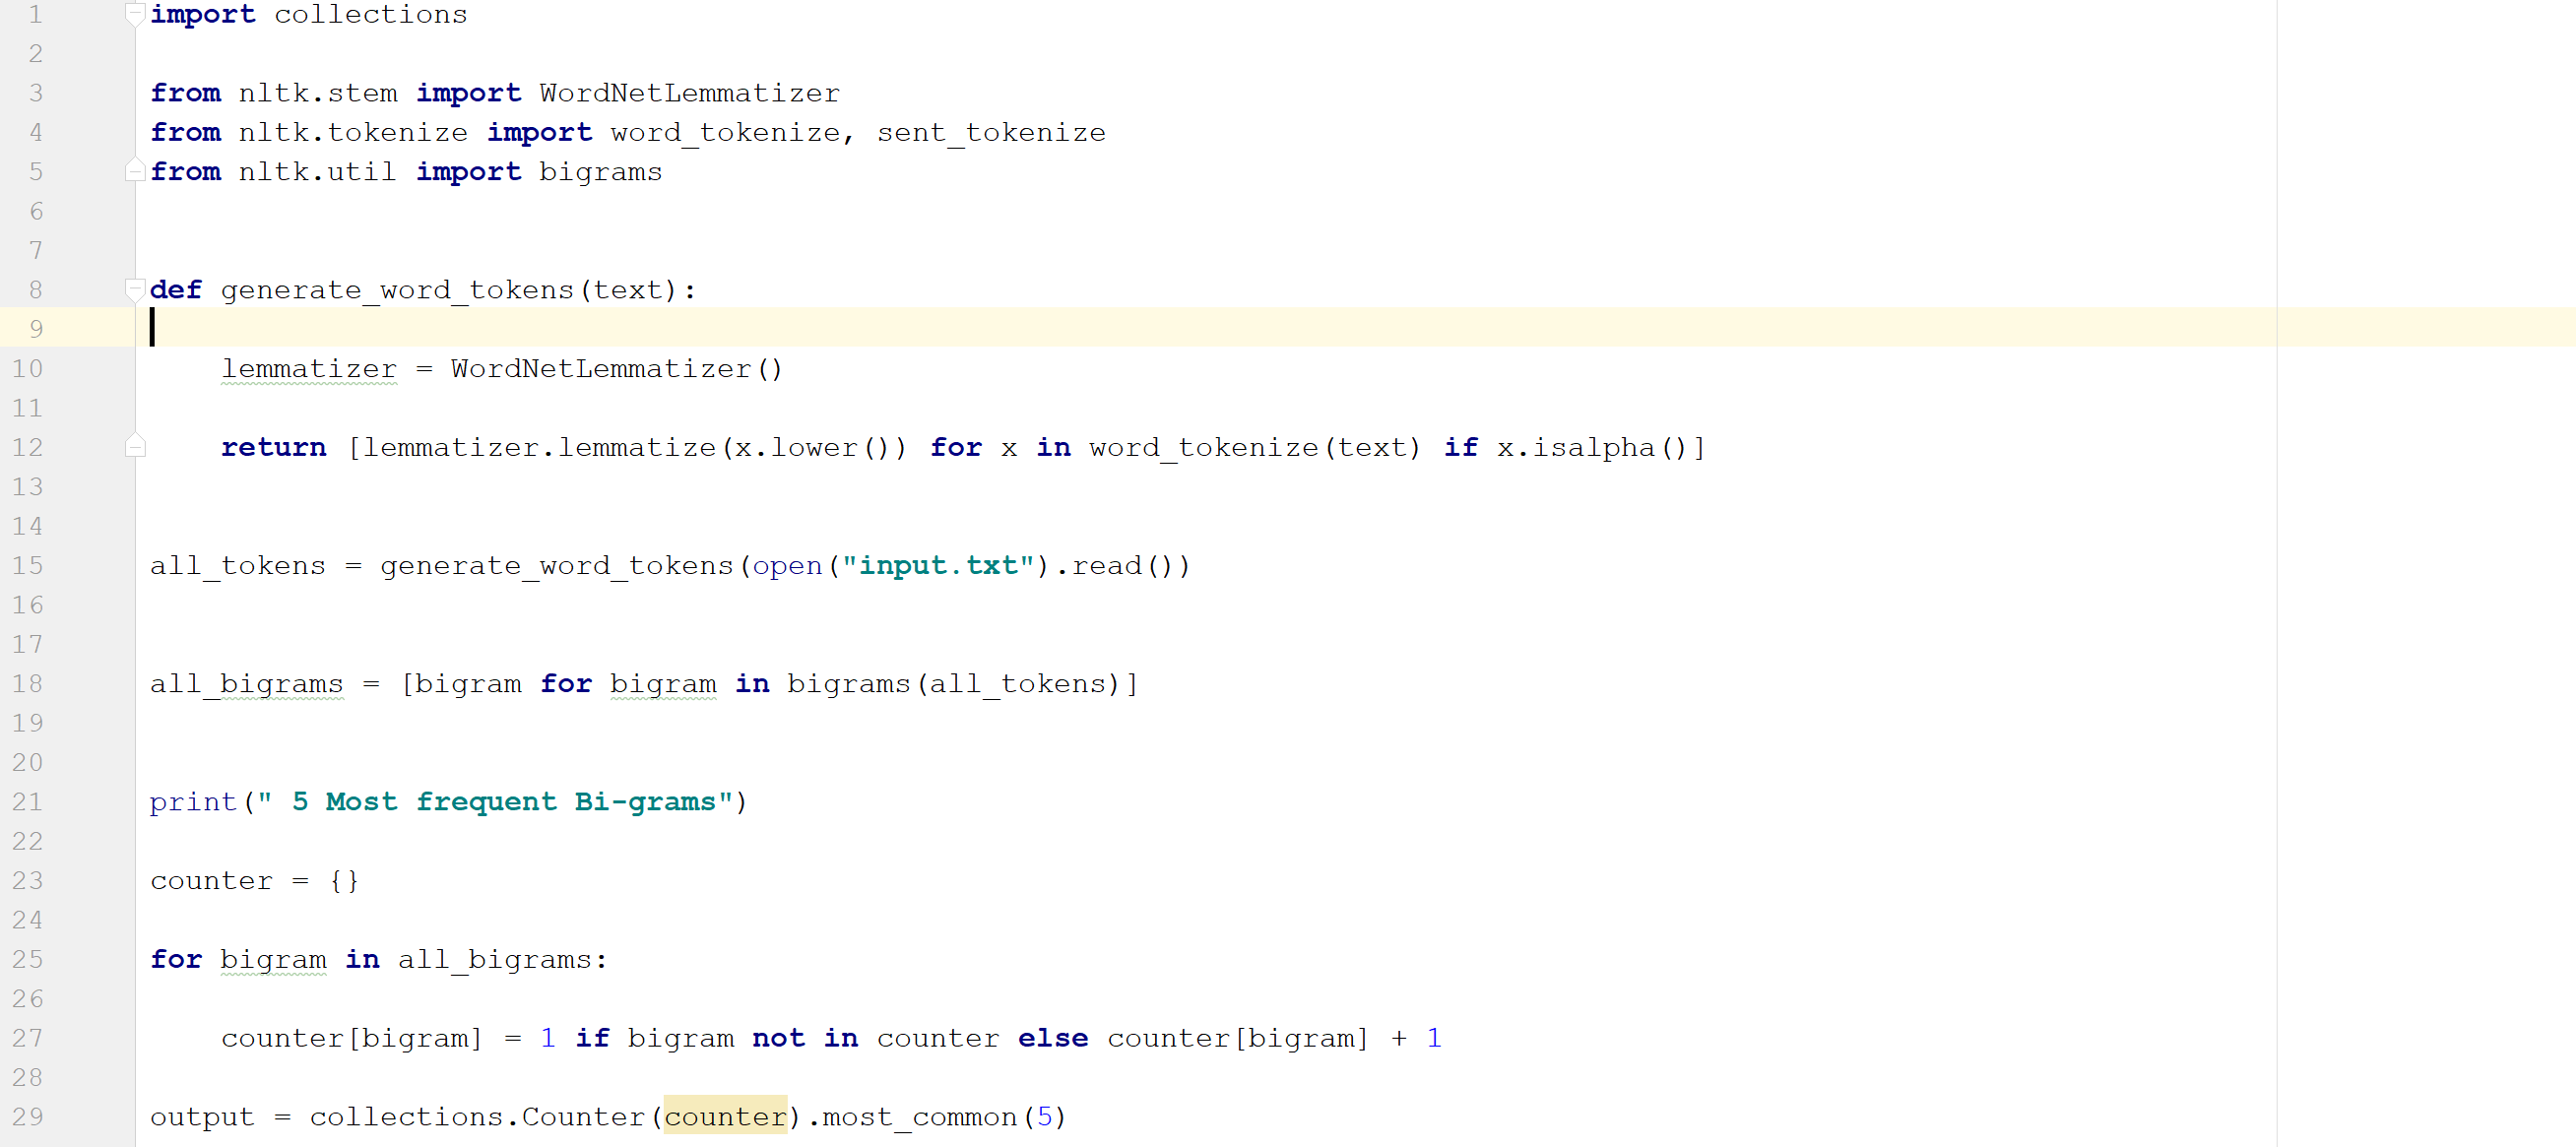 1 import collections
2
3 from nltk.stem import WordNetLemmatizer
4 from nltk.tokenize import word_tokenize, sent_tokenize
5 from nltk.util import bigrams
6
7
8 def generate_word_tokens(text):
9
10     lemmatizer = WordNetLemmatizer()
11
12     return [lemmatizer.lemmatize(x.lower()) for x in word_tokenize(text) if x.isalpha()]
13
14
15 all_tokens = generate_word_tokens(open("input.txt").read())
16
17
18 all_bigrams = [bigram for bigram in bigrams(all_tokens)]
19
20
21 print(" 5 Most frequent Bi-grams")
22
23 counter = {}
24
25 for bigram in all_bigrams:
26
27     counter[bigram] = 1 if bigram not in counter else counter[bigram] + 1
28
29 output = collections.Counter(counter).most_common(5)